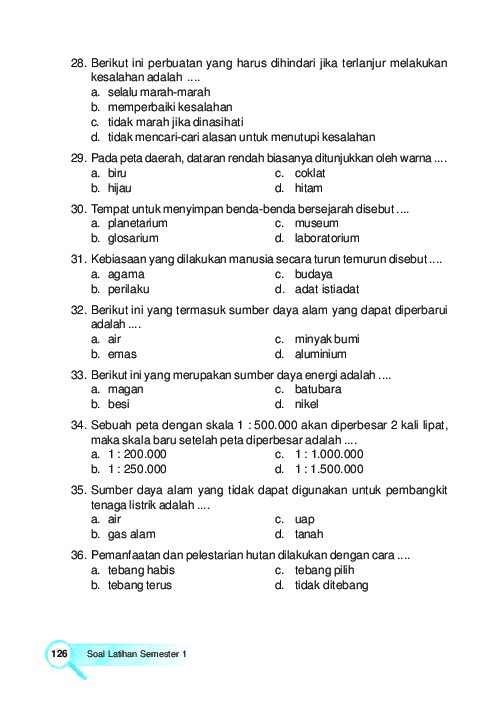 28. Berikut ini perbuatan yang harus dihindari jika terlanjur melakukan
kesalahan adalah ....
a. selalu marah-marah
b. memperbaiki kesalahan
c. tidak marah jika dinasihati
d. tidak mencari-cari alasan untuk menutupi kesalahan
29. Pada peta daerah, dataran rendah biasanya ditunjukkan oleh warna ....
a. biru c. coklat
b. hijau d. hitam
30. Tempat untuk menyimpan benda-benda bersejarah disebut ....
a. planetarium c. museum
b. glosarium d. laboratorium
31. Kebiasaan yang dilakukan manusia secara turun temurun disebut ....
a. agama c. budaya
b. perilaku d. adat istiadat
32. Berikut ini yang termasuk sumber daya alam yang dapat diperbarui
adalah ....
a. air c. minyak bumi
b. emas d. aluminium
33. Berikut ini yang merupakan sumber daya energi adalah ....
a. magan c. batubara
b. besi d. nikel
34. Sebuah peta dengan skala 1 : 500.000 akan diperbesar 2 kali lipat,
maka skala baru setelah peta diperbesar adalah ....
a. 1 : 200.000 c. 1 : 1.000.000
b. 1 : 250.000 d. 1 : 1.500.000
35. Sumber daya alam yang tidak dapat digunakan untuk pembangkit
tenaga listrik adalah ....
a. air c. uap
b. gas alam d. tanah
36. Pemanfaatan dan pelestarian hutan dilakukan dengan cara ....
a. tebang habis c. tebang pilih
b. tebang terus d. tidak ditebang
126 Soal Latihan Semester 1